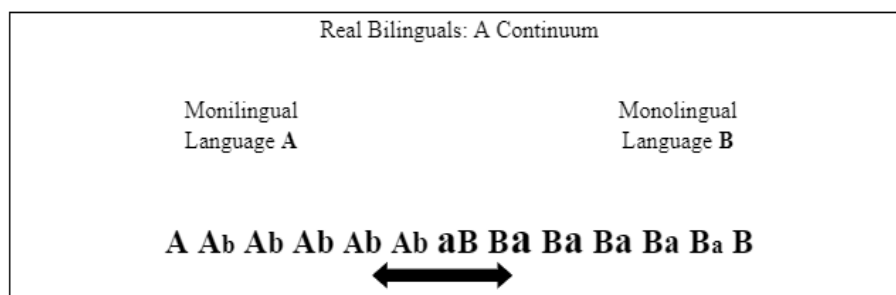 Real Bilinguals: A Continuum
Monilingual
Language A
Monolingual
Language B
A Ab Ab Ab Ab Ab aB Ba Ba Ba Ba Ba B